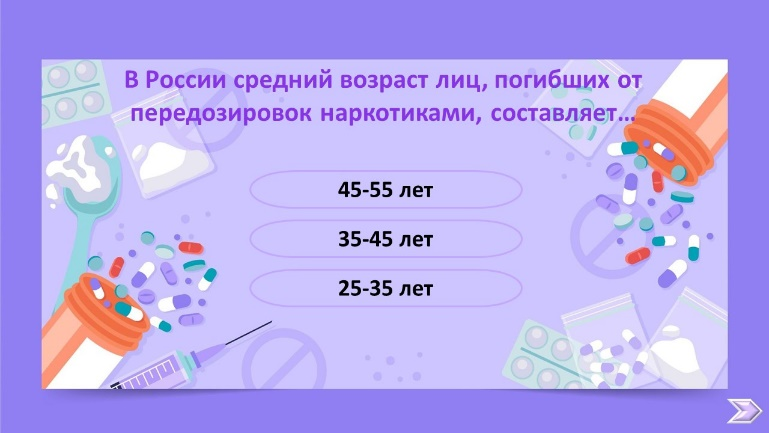 В России средний возраст лиц, погибших от
передозировок наркотиками, составляет…
45-55 лет
35-45 лет
25-35 лет